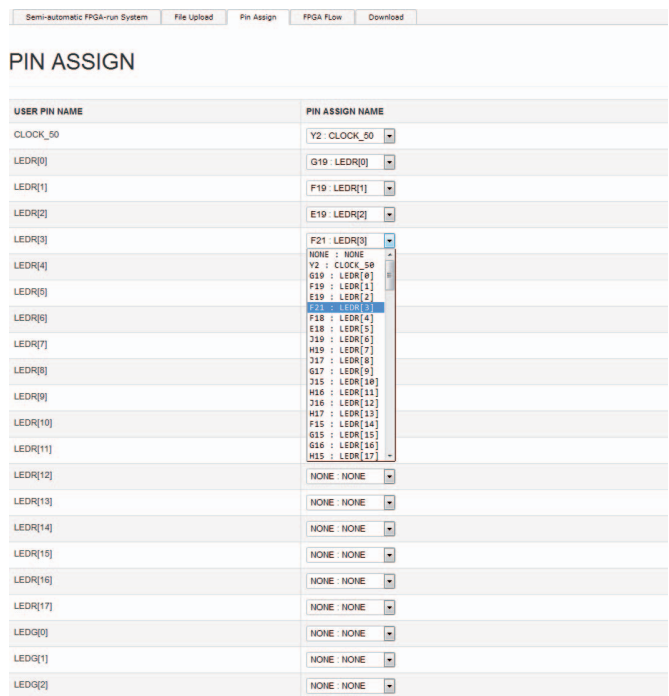 Semi-automatic FPGA-run System File Upload Pin Assign FPGA FLow Download
PIN ASSIGN
USER PIN NAME PIN ASSIGN NAME
CLOCK_50 Y2 : CLOCK_50
LEDR[0] G19 : LEDR[0]
LEDR[1] F19 : LEDR[1]
LEDR[2] E19 : LEDR[2]
LEDR[3] F21 : LEDR[3]
LEDR[4]
LEDR[5]
LEDR[6]
LEDR[7]
LEDR[8]
LEDR[9]
LEDR[10]
LEDR[11]
NONE : NONE
Y2 : CLOCK_50
G19 : LEDR[0]
F19 : LEDR[1]
E19 : LEDR[2]
F21 : LEDR[3]
F18 : LEDR[4]
E18 : LEDR[5]
J19 : LEDR[6]
H19 : LEDR[7]
J17 : LEDR[8]
G17 : LEDR[9]
J15 : LEDR[10]
H16 : LEDR[11]
J16 : LEDR[12]
H17 : LEDR[13]
F15 : LEDR[14]
G15 : LEDR[15]
G16 : LEDR[16]
H15 : LEDR[17]
LEDR[12] NONE : NONE
LEDR[13] NONE : NONE
LEDR[14] NONE : NONE
LEDR[15] NONE : NONE
LEDR[16] NONE : NONE
LEDR[17] NONE : NONE
LEDG[0] NONE : NONE
LEDG[1] NONE : NONE
LEDG[2] NONE : NONE